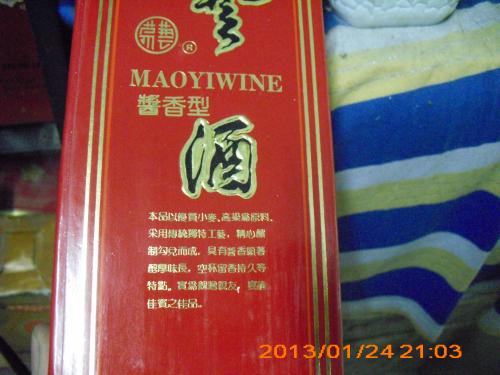 ®
MAOYIWINE
醬香型
酒
本品以優質小麥、高粱為原料、
采用傳統獨特工藝，精心釀
制勾兌而成，具有醬香顯著
醇厚味長，空杯留香持久等
特點。實為饋贈親友，宴請
佳賓之佳品。
2013/01/24 21:03